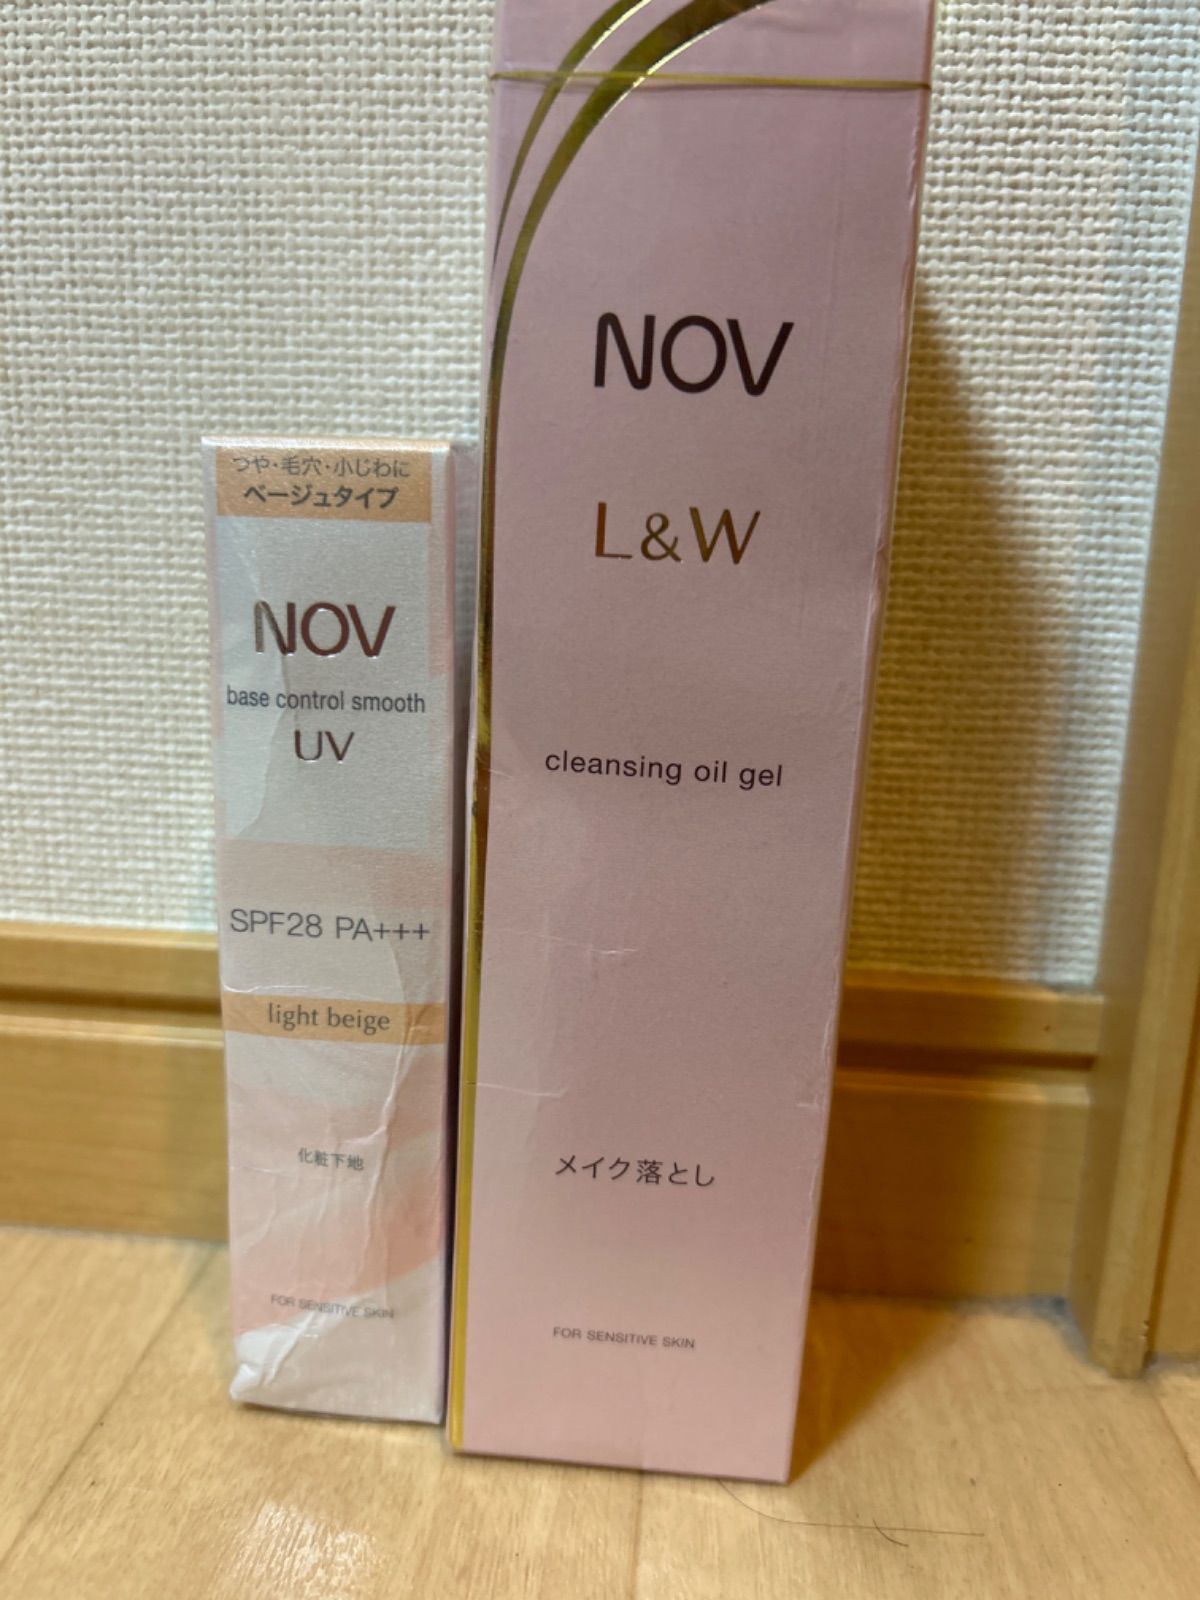 つや・毛穴・小じわに
ベージュタイプ
NOV
base control smooth
UV
SPF28 PA+++
light beige
化粧下地
FOR SENSITIVE SKIN
NOV
L&W
cleansing oil gel
メイク落とし
FOR SENSITIVE SKIN